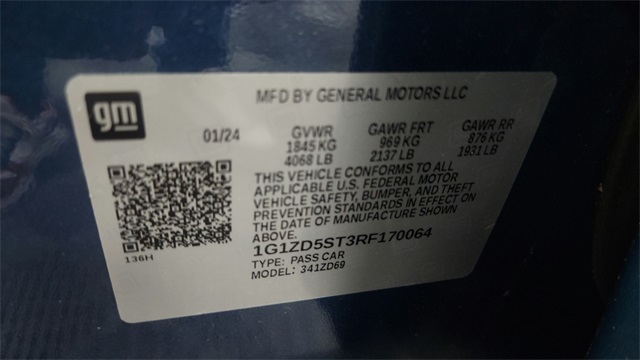 gm
MFD BY GENERAL MOTORS LLC
01/24 GVWR GAWR FRT GAWR RR
1845 KG 969 KG 876 KG
4068 LB 2137 LB 1931 LB
THIS VEHICLE CONFORMS TO ALL
APPLICABLE U.S. FEDERAL MOTOR
VEHICLE SAFETY, BUMPER, AND THEFT
PREVENTION STANDARDS IN EFFECT ON
THE DATE OF MANUFACTURE SHOWN
ABOVE.
1G1ZD5ST3RF170064
TYPE: PASS CAR
MODEL: 341ZD69
136H